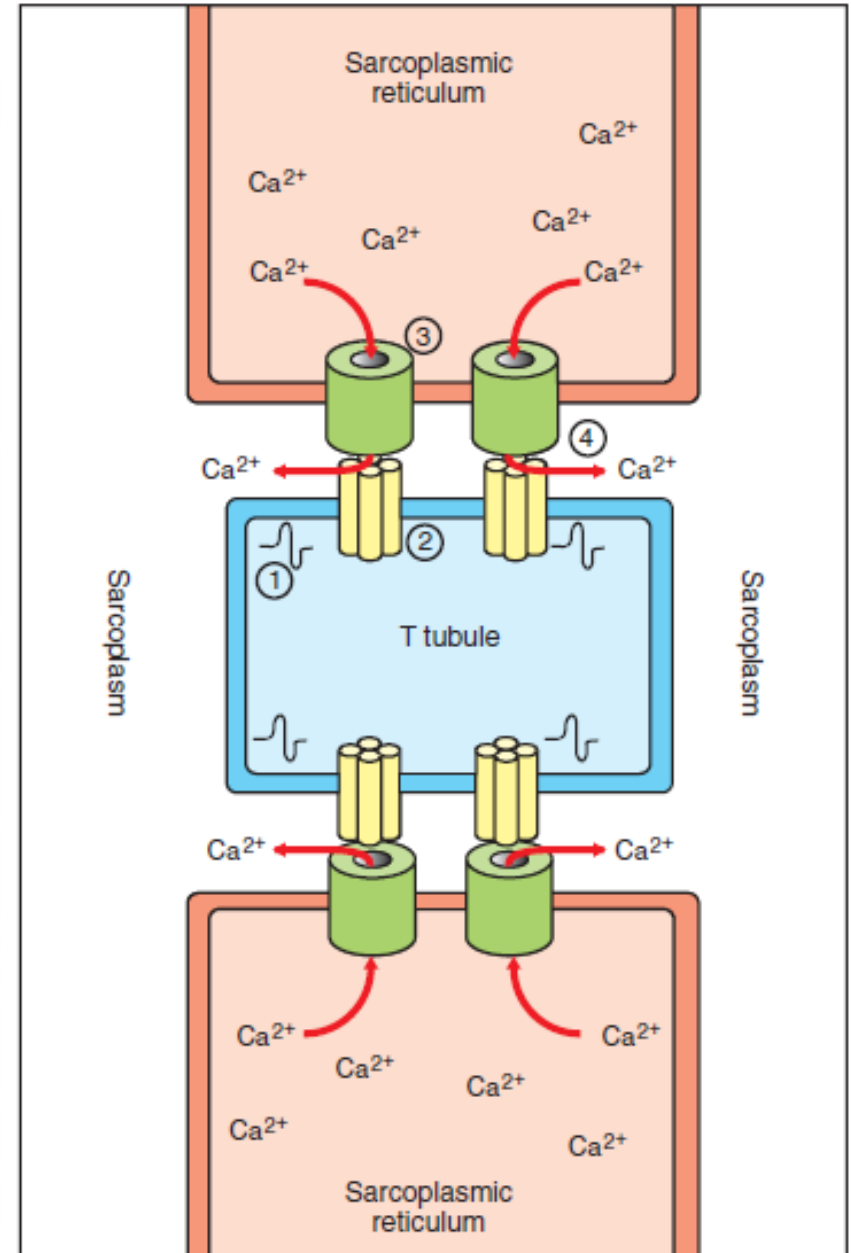 Sarcoplasmic
reticulum
Ca2+
Ca2+
Ca2+
Ca2+
Ca2+
Ca2+
3
4
Ca2+
Ca2+
2
1
Sarcoplasm
T tubule
Sarcoplasm
Ca2+
Ca2+
Ca2+
Ca2+
Ca2+
Ca2+
Ca2+
Ca2+
Sarcoplasmic
reticulum